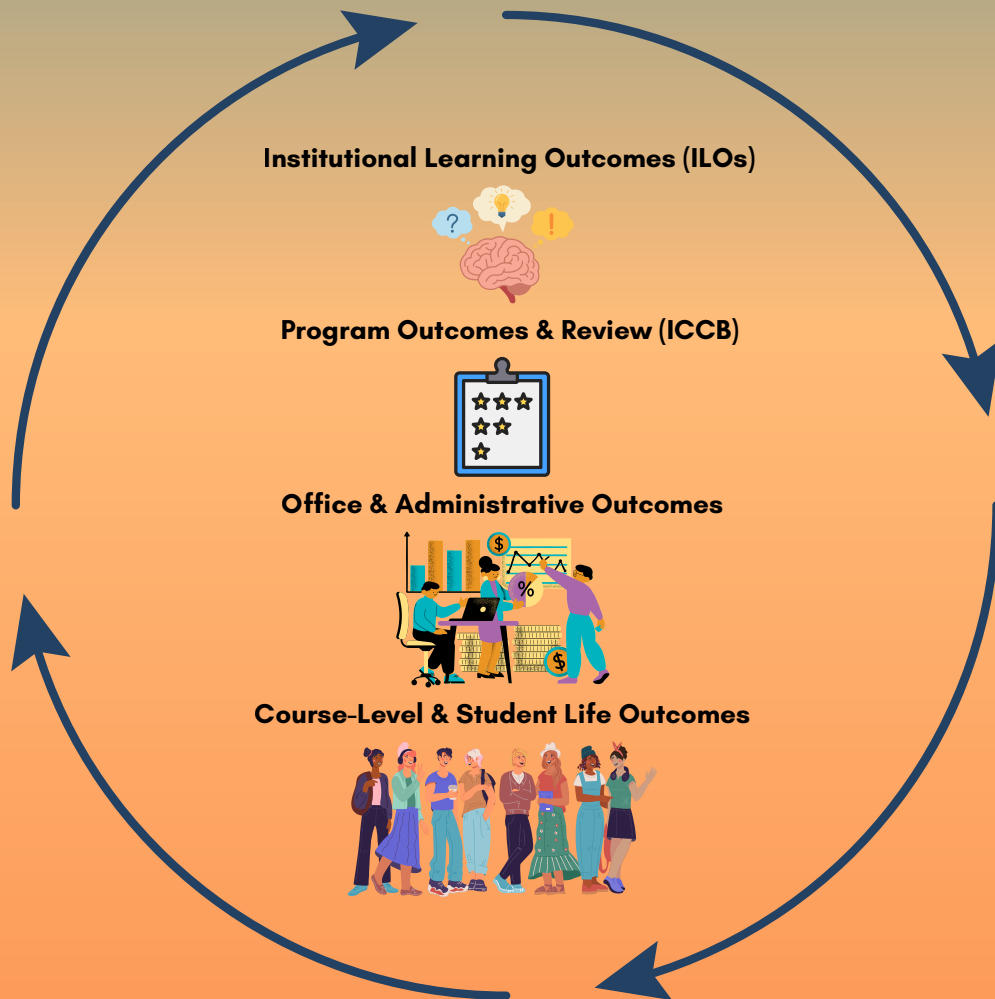 Institutional Learning Outcomes (ILOs)
?
!
Program Outcomes & Review (ICCB)
Office & Administrative Outcomes
$
%
$
Course-Level & Student Life Outcomes